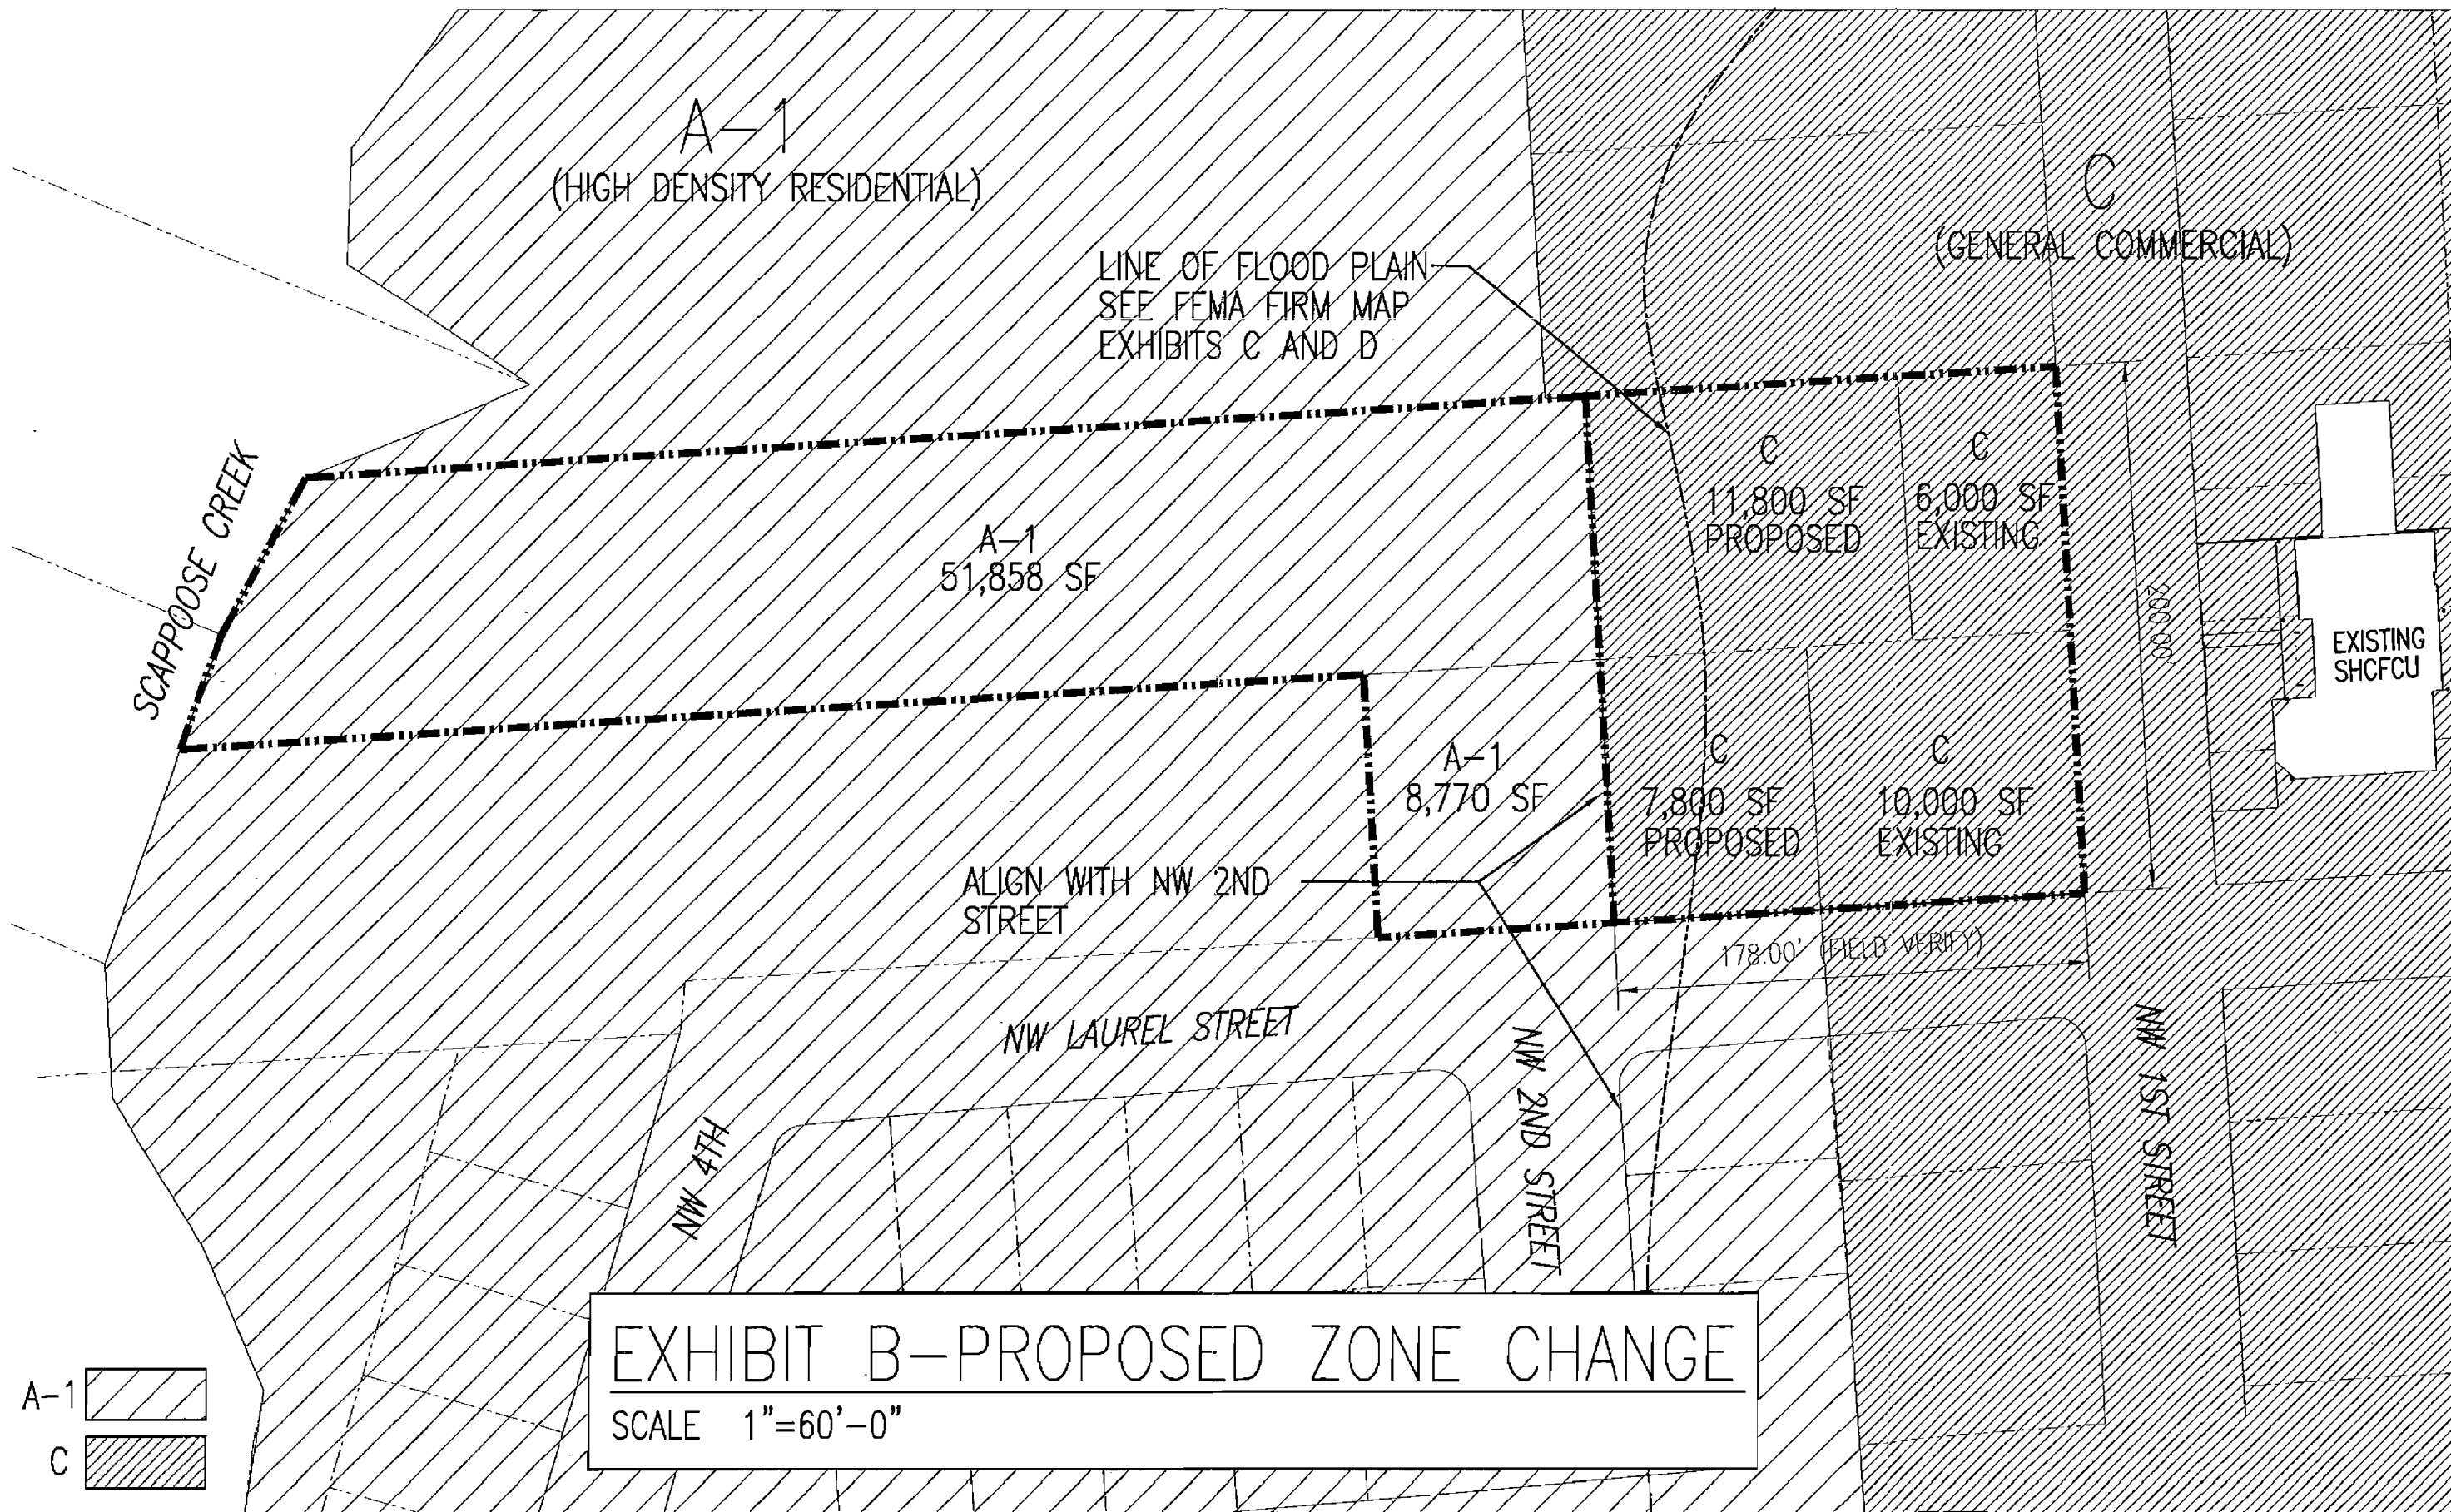 A-1
(HIGH DENSITY RESIDENTIAL)
C
(GENERAL COMMERCIAL)
LINE OF FLOOD PLAIN
SEE FEMA FIRM MAP
EXHIBITS C AND D
SCAPPOOSE CREEK
A-1
51,858 SF
C
11,800 SF
PROPOSED
C
6,000 SF
EXISTING
200.00'
EXISTING
SHCFCU
A-1
8,770 SF
C
7,800 SF
PROPOSED
C
10,000 SF
EXISTING
ALIGN WITH NW 2ND
STREET
178.00' (FIELD VERIFY)
NW LAUREL STREET
NW 4TH
NW 2ND STREET
NW 1ST STREET
EXHIBIT B-PROPOSED ZONE CHANGE
SCALE 1"=60'-0"
A-1
C